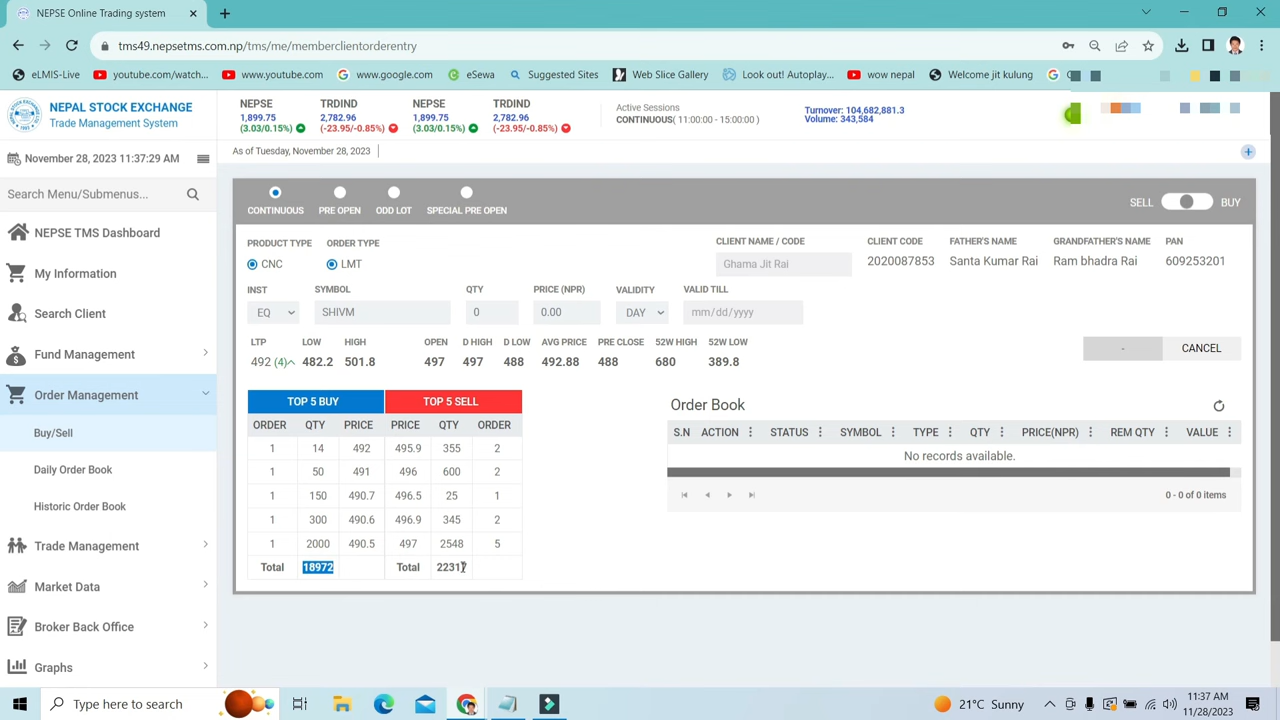 NEPSE Online Trading system
tms49.nepsetms.com.np/tms/me/memberclientorderentry
eLMIS-Live youtube.com/watch... www.youtube.com www.google.com eSewa Suggested Sites Web Slice Gallery Look out! Autoplay... wow nepal Welcome jit kulung
NEPAL STOCK EXCHANGE
Trade Management System
NEPSE TRDIND NEPSE TRDIND
1,899.75 2,782.96 1,899.75 2,782.96
(3.03/0.15%) (-23.95/-0.85%) (3.03/0.15%) (-23.95/-0.85%)
Active Sessions
CONTINUOUS( 11:00:00 - 15:00:00 )
Turnover: 104,682,881.3
Volume: 343,584
November 28, 2023 11:37:29 AM
As of Tuesday, November 28, 2023
Search Menu/Submenus...
NEPSE TMS Dashboard
My Information
Search Client
Fund Management
Order Management
Buy/Sell
Daily Order Book
Historic Order Book
Trade Management
Market Data
Broker Back Office
Graphs
CONTINUOUS PRE OPEN ODD LOT SPECIAL PRE OPEN
SELL BUY
PRODUCT TYPE ORDER TYPE
CNC LMT
CLIENT NAME / CODE CLIENT CODE FATHER'S NAME GRANDFATHER'S NAME PAN
Ghama Jit Rai 2020087853 Santa Kumar Rai Ram bhadra Rai 609253201
INST SYMBOL QTY PRICE (NPR) VALIDITY VALID TILL
EQ SHIVM 0 0.00 DAY mm/dd/yyyy
LTP LOW HIGH OPEN D HIGH D LOW AVG PRICE PRE CLOSE 52W HIGH 52W LOW
492 (4) 482.2 501.8 497 497 488 492.88 488 680 389.8
- CANCEL
TOP 5 BUY TOP 5 SELL
ORDER QTY PRICE PRICE QTY ORDER
1 14 492 495.9 355 2
1 50 491 496 600 2
1 150 490.7 496.5 25 1
1 300 490.6 496.9 345 2
1 2000 490.5 497 2548 5
Total 18972 Total 22317
Order Book
S.N ACTION STATUS SYMBOL TYPE QTY PRICE(NPR) REM QTY VALUE
No records available.
0 - 0 of 0 items
Type here to search
21°C Sunny
11:37 AM
11/28/2023